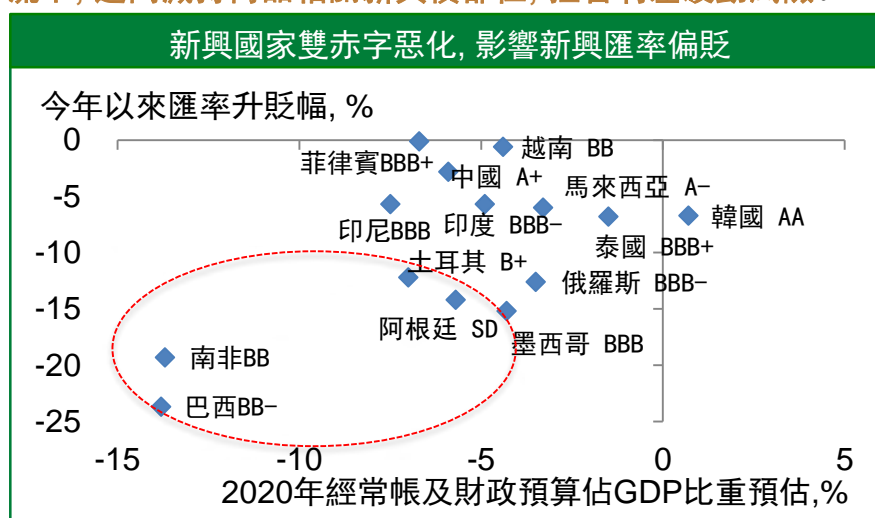 新興國家雙赤字惡化, 影響新興匯率偏貶
今年以來匯率升貶幅, %
0
-5
-10
-15
-20
-25
菲律賓BBB+
越南 BB
中國 A+
馬來西亞 A-
韓國 AA
印尼BBB
印度 BBB-
泰國 BBB+
土耳其 B+
俄羅斯 BBB-
阿根廷 SD
墨西哥 BBB
南非BB
巴西BB-
-15
-10
-5
0
5
2020年經常帳及財政預算佔GDP比重預估,%